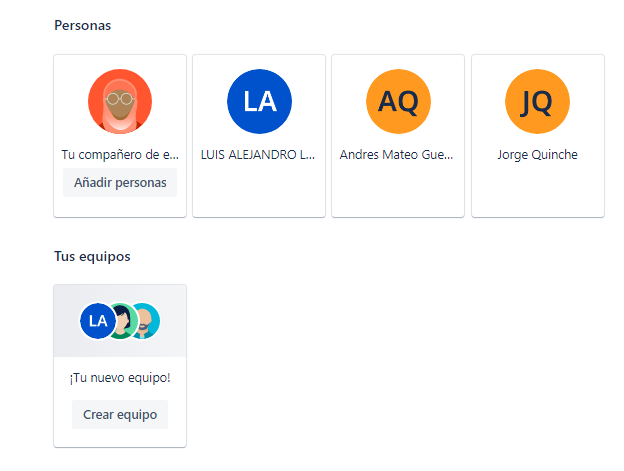 Personas
LA
AQ
JQ
Tu compañero de e...
LUIS ALEJANDRO L...
Andres Mateo Gue...
Jorge Quinche
Añadir personas
Tus equipos
LA
¡Tu nuevo equipo!
Crear equipo